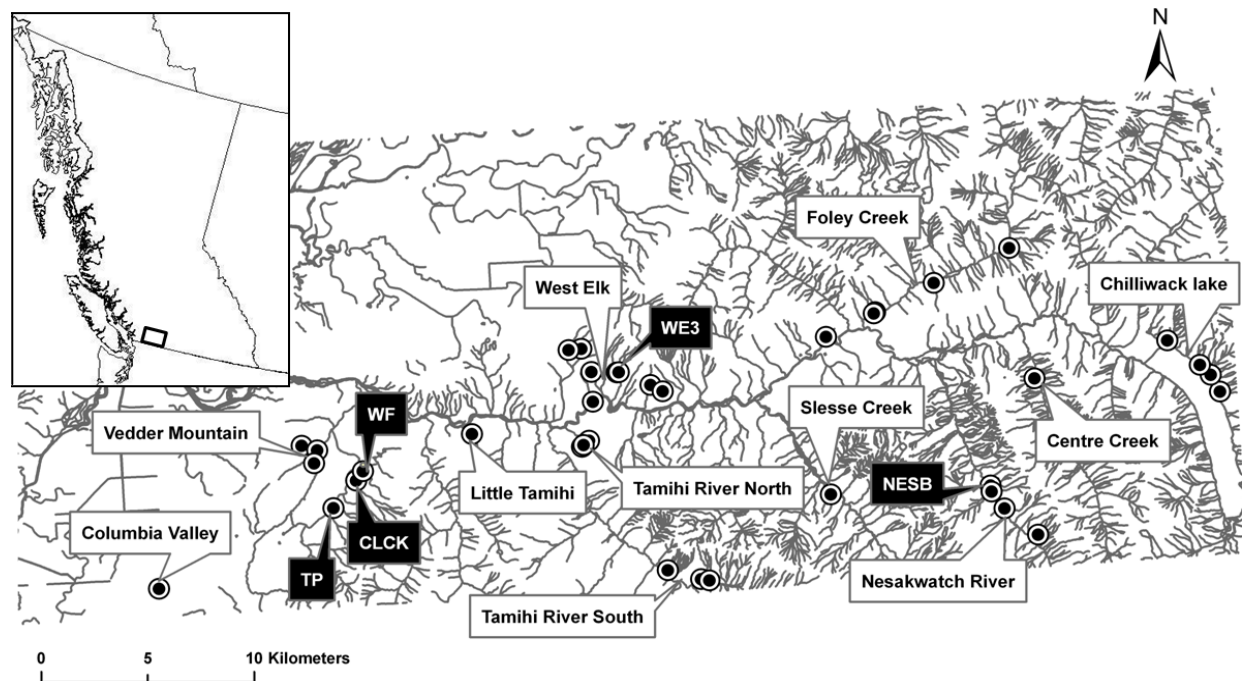 N
Foley Creek
Chilliwack lake
West Elk
WE3
WF
Slesse Creek
Vedder Mountain
Centre Creek
Little Tamihi
Tamihi River North
NESB
Columbia Valley
CLCK
TP
Nesakwatch River
Tamihi River South
0 5 10 Kilometers